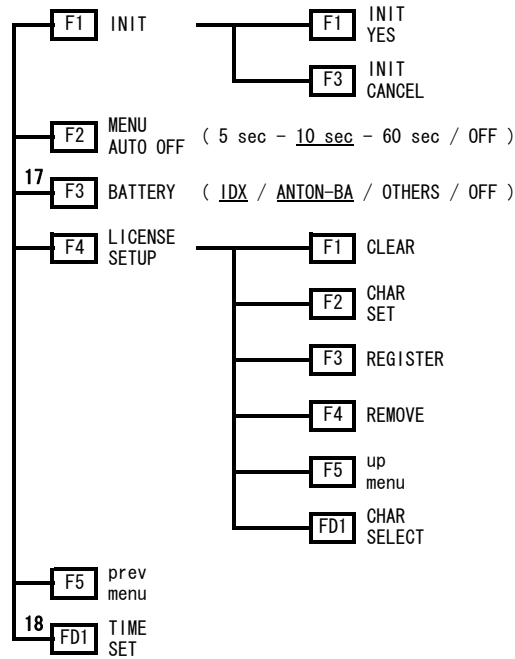 F1 INIT F1 INIT YES
F3 INIT CANCEL
F2 MENU AUTO OFF ( 5 sec - 10 sec - 60 sec / OFF )
17
F3 BATTERY ( IDX / ANTON-BA / OTHERS / OFF )
F4 LICENSE SETUP F1 CLEAR
F2 CHAR SET
F3 REGISTER
F4 REMOVE
F5 up menu
FD1 CHAR SELECT
F5 prev menu
18
FD1 TIME SET